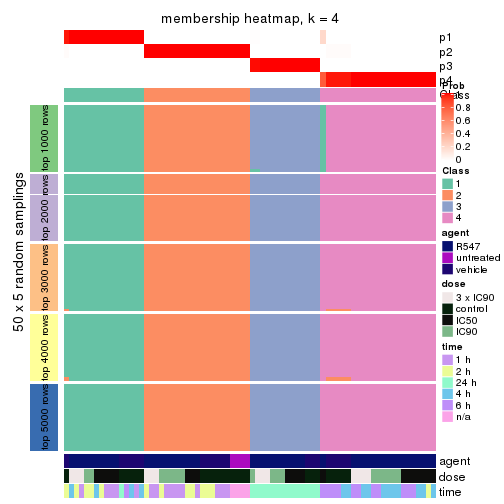 membership heatmap, k = 4
p1
p2
p3
p4
Prob
Class
0.8
0.6
0.4
0.2
0
Class
1
2
3
4
agent
R547
untreated
vehicle
dose
3 x IC90
control
IC50
IC90
time
1 h
2 h
24 h
4 h
6 h
n/a
50 x 5 random samplings
top 1000 rows
top 2000 rows
top 3000 rows
top 4000 rows
top 5000 rows
agent
dose
time